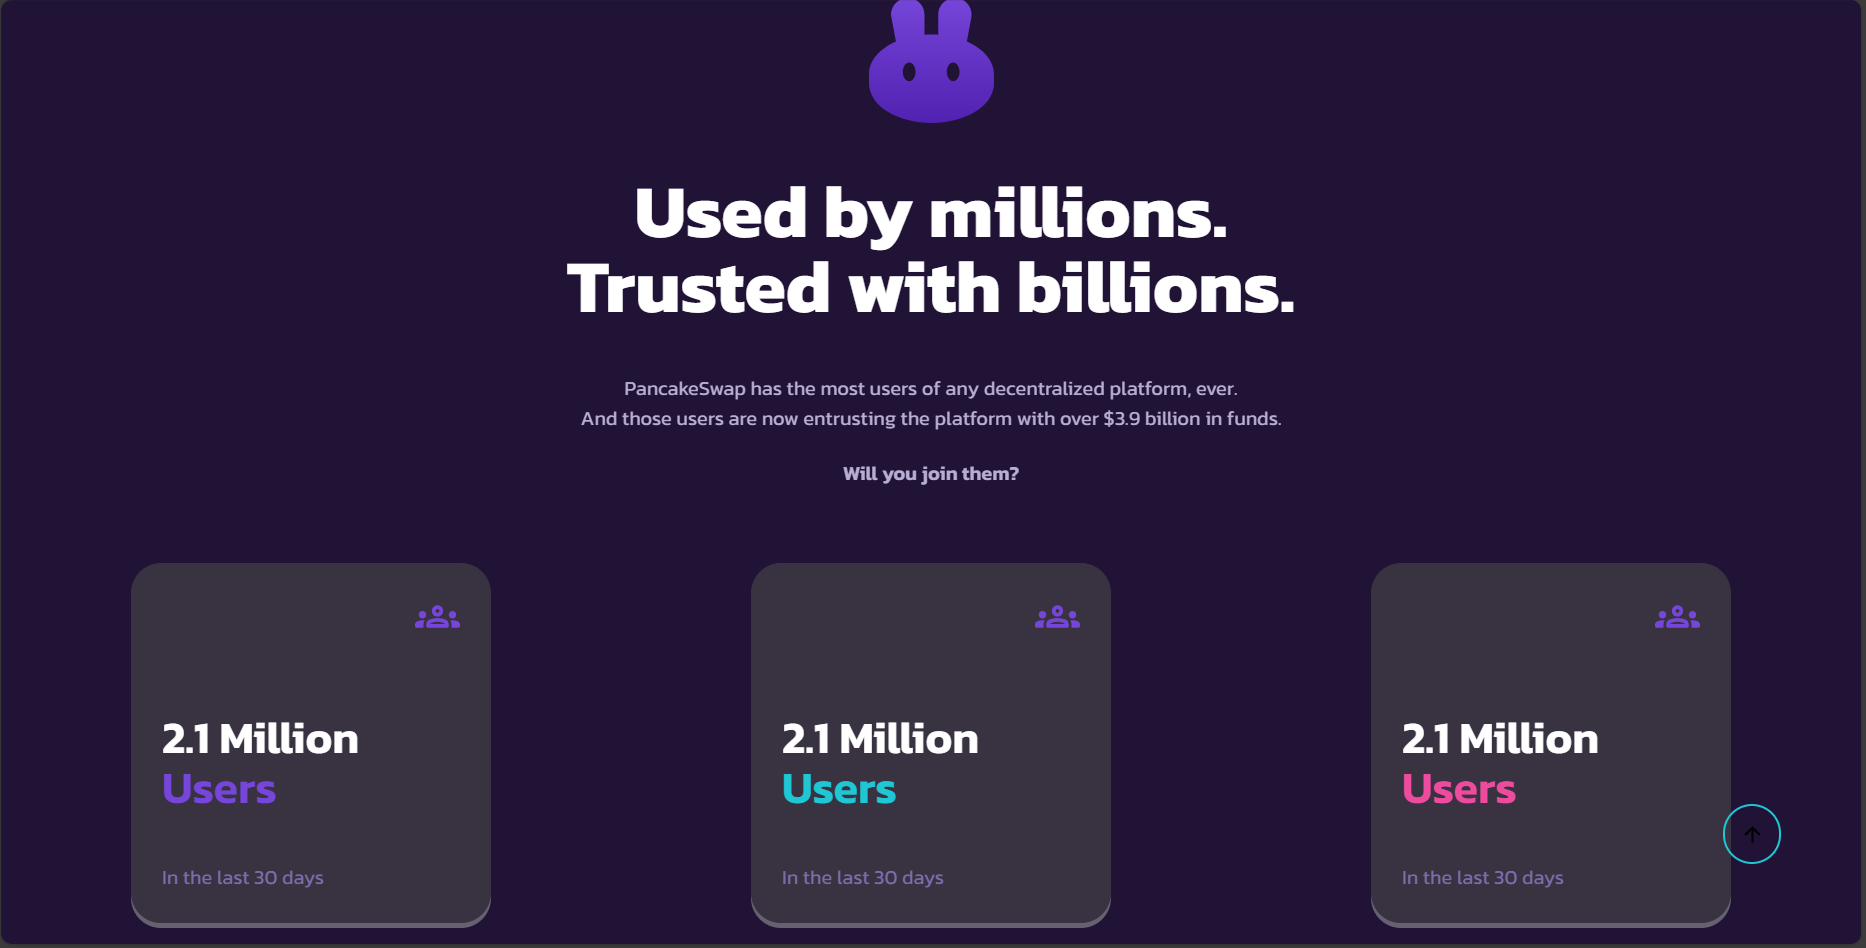 Used by millions.
Trusted with billions.
PancakeSwap has the most users of any decentralized platform, ever.
And those users are now entrusting the platform with over $3.9 billion in funds.
Will you join them?
2.1 Million
Users
In the last 30 days
2.1 Million
Users
In the last 30 days
2.1 Million
Users
In the last 30 days